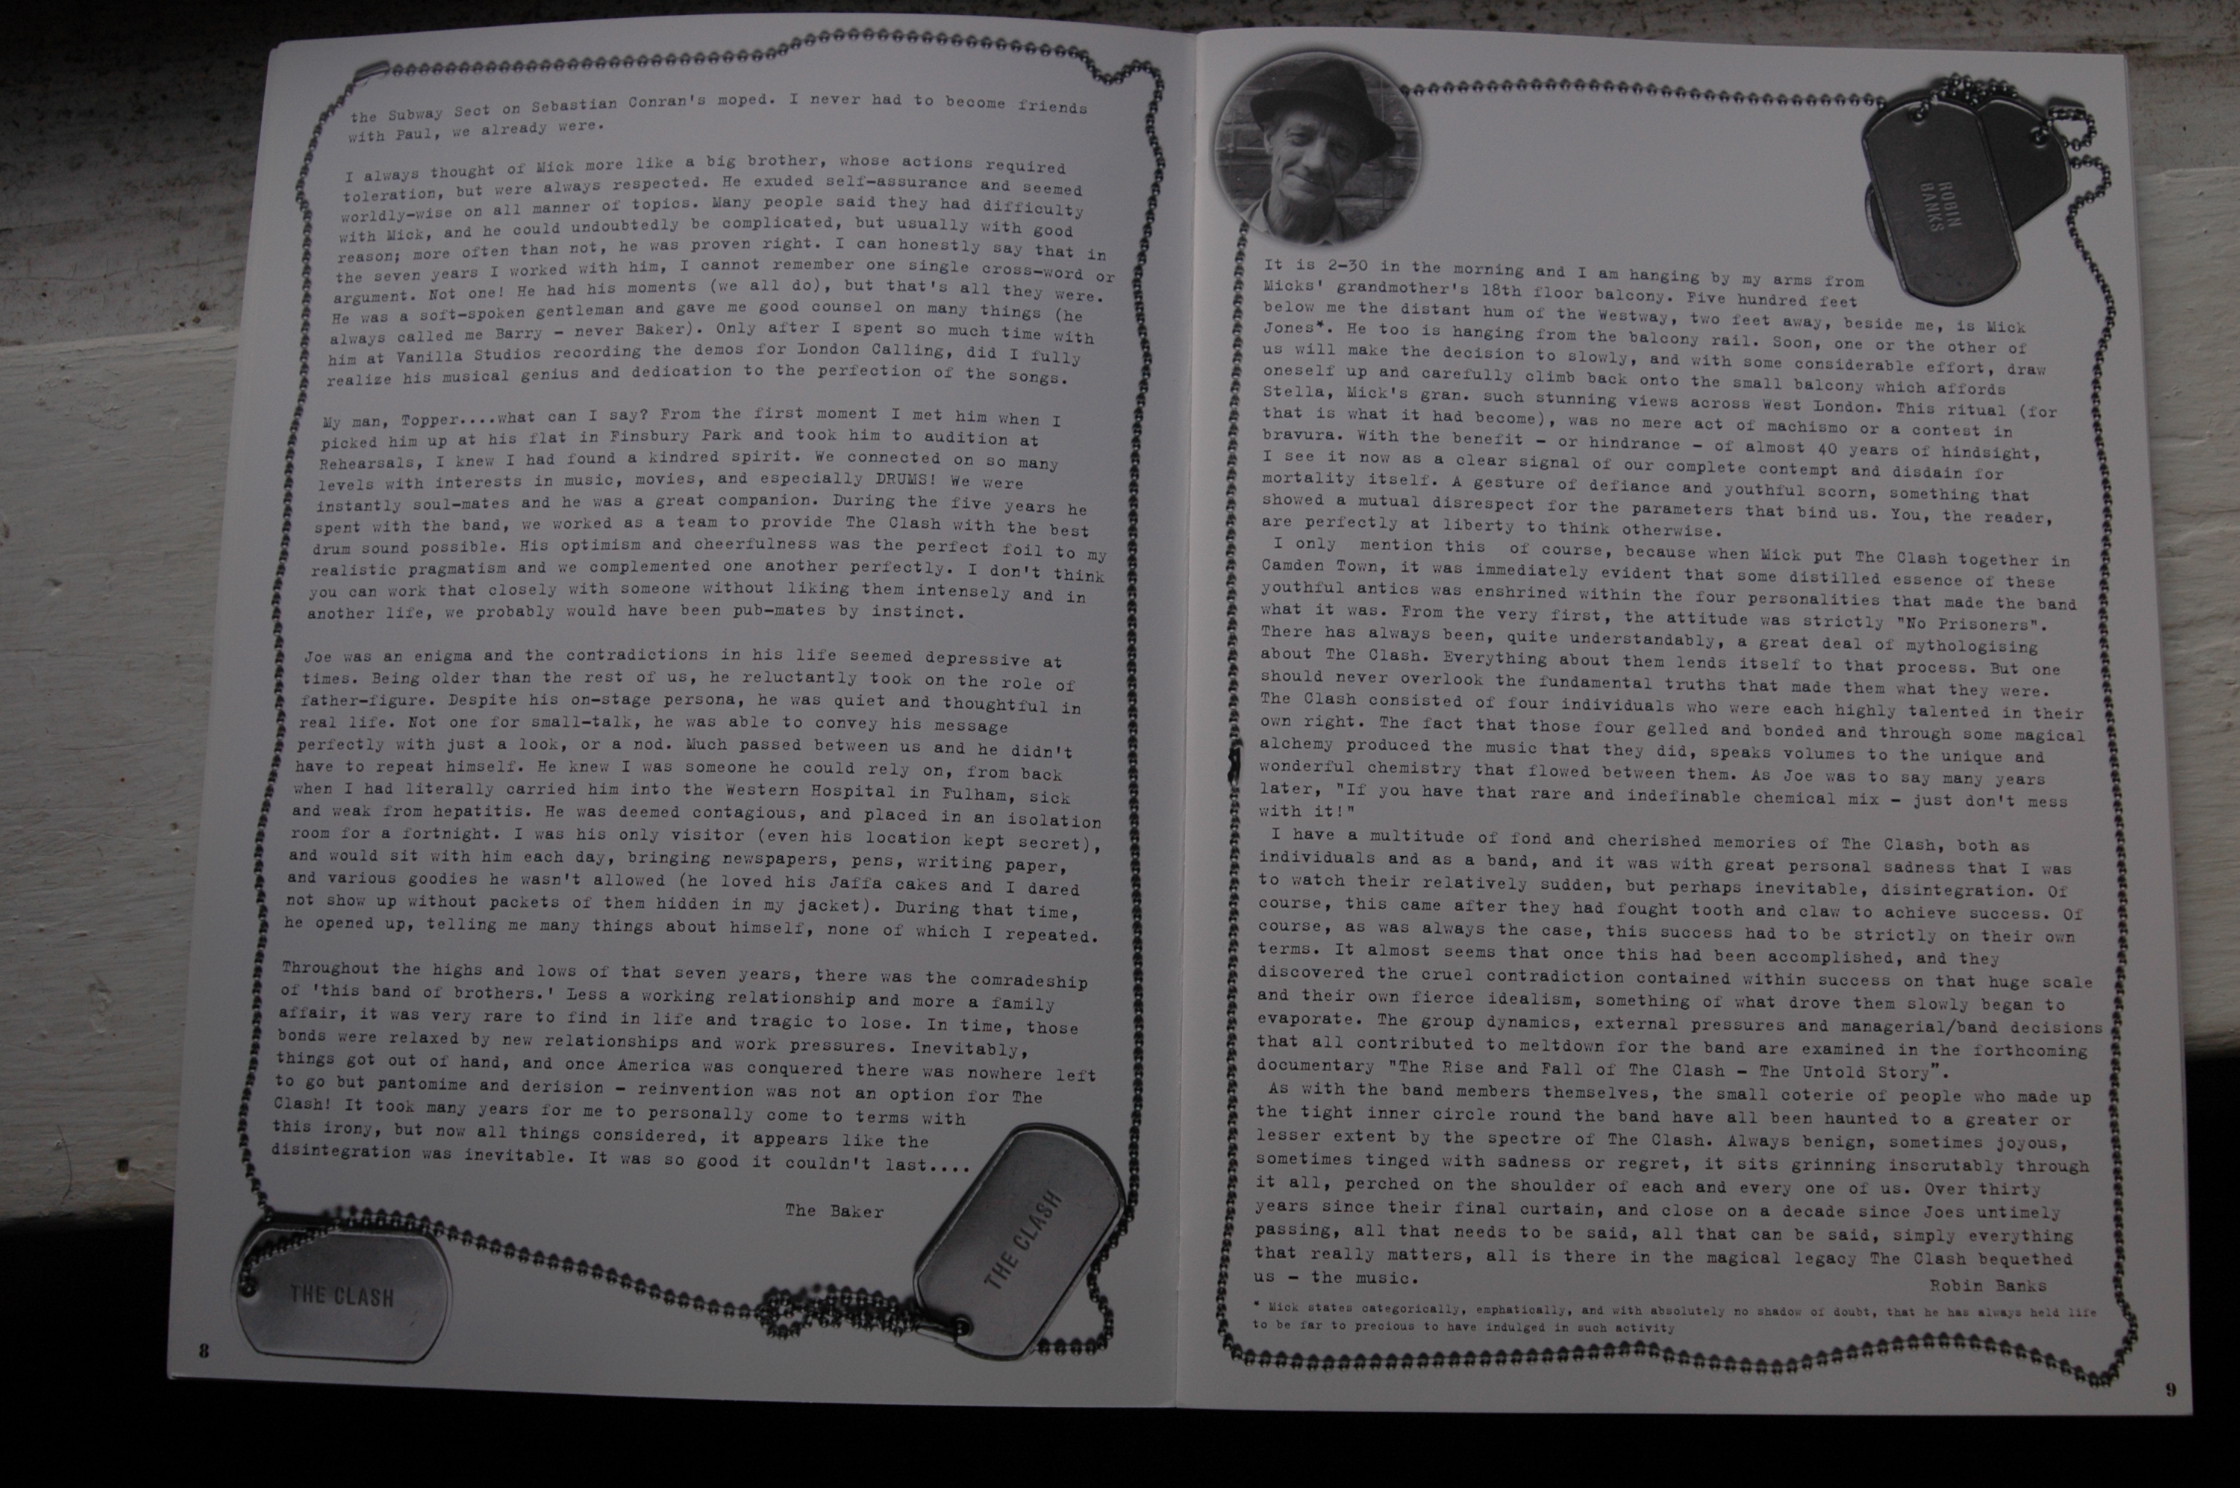 the Subway Sect on Sebastian Conran's moped. I never had to become friends
with Paul, we already were.
I always thought of Mick more like a big brother, whose actions required
toleration, but were always respected. He exuded self-assurance and seemed
worldly-wise on all manner of topics. Many people said they had difficulty
with Mick, and he could undoubtedly be complicated, but usually with good
reason; more often than not, he was proven right. I can honestly say that in
the seven years I worked with him, I cannot remember one single cross-word or
argument. Not one! He had his moments (we all do), but that's all they were.
He was a soft-spoken gentleman and gave me good counsel on many things (he
always called me Barry - never Baker). Only after I spent so much time with
him at Vanilla Studios recording the demos for London Calling, did I fully
realize his musical genius and dedication to the perfection of the songs.
My man, Topper....what can I say? From the first moment I met him when I
picked him up at his flat in Finsbury Park and took him to audition at
Rehearsals, I knew I had found a kindred spirit. We connected on so many
levels with interests in music, movies, and especially DRUMS! We were
instantly soul-mates and he was a great companion. During the five years he
spent with the band, we worked as a team to provide The Clash with the best
drum sound possible. His optimism and cheerfulness was the perfect foil to my
realistic pragmatism and we complemented one another perfectly. I don't think
you can work that closely with someone without liking them intensely and in
another life, we probably would have been pub-mates by instinct.
Joe was an enigma and the contradictions in his life seemed depressive at
times. Being older than the rest of us, he reluctantly took on the role of
father-figure. Despite his on-stage persona, he was quiet and thoughtful in
real life. Not one for small-talk, he was able to convey his message
perfectly with just a look, or a nod. Much passed between us and he didn't
have to repeat himself. He knew I was someone he could rely on, from back
when I had literally carried him into the Western Hospital in Fulham, sick
and weak from hepatitis. He was deemed contagious, and placed in an isolation
room for a fortnight. I was his only visitor (even his location kept secret),
and would sit with him each day, bringing newspapers, pens, writing paper,
and various goodies he wasn't allowed (he loved his Jaffa cakes and I dared
not show up without packets of them hidden in my jacket). During that time,
he opened up, telling me many things about himself, none of which I repeated.
Throughout the highs and lows of that seven years, there was the comradeship
of 'this band of brothers.' Less a working relationship and more a family
affair, it was very rare to find in life and tragic to lose. In time, those
bonds were relaxed by new relationships and work pressures. Inevitably,
things got out of hand, and once America was conquered there was nowhere left
to go but pantomime and derision - reinvention was not an option for The
Clash! It took many years for me to personally come to terms with
this irony, but now all things considered, it appears like the
disintegration was inevitable. It was so good it couldn't last....
The Baker
THE CLASH
THE CLASH
8
ROBIN
BANKS
It is 2-30 in the morning and I am hanging by my arms from
Micks' grandmother's 18th floor balcony. Five hundred feet
below me the distant hum of the Westway, two feet away, beside me, is Mick
Jones*. He too is hanging from the balcony rail. Soon, one or the other of
us will make the decision to slowly, and with some considerable effort, draw
oneself up and carefully climb back onto the small balcony which affords
Stella, Mick's gran. such stunning views across West London. This ritual (for
that is what it had become), was no mere act of machismo or a contest in
bravura. With the benefit - or hindrance - of almost 40 years of hindsight,
I see it now as a clear signal of our complete contempt and disdain for
mortality itself. A gesture of defiance and youthful scorn, something that
showed a mutual disrespect for the parameters that bind us. You, the reader,
are perfectly at liberty to think otherwise.
I only mention this of course, because when Mick put The Clash together in
Camden Town, it was immediately evident that some distilled essence of these
youthful antics was enshrined within the four personalities that made the band
what it was. From the very first, the attitude was strictly "No Prisoners".
There has always been, quite understandably, a great deal of mythologising
about The Clash. Everything about them lends itself to that process. But one
should never overlook the fundamental truths that made them what they were.
The Clash consisted of four individuals who were each highly talented in their
own right. The fact that those four gelled and bonded and through some magical
alchemy produced the music that they did, speaks volumes to the unique and
wonderful chemistry that flowed between them. As Joe was to say many years
later, "If you have that rare and indefinable chemical mix - just don't mess
with it!"
I have a multitude of fond and cherished memories of The Clash, both as
individuals and as a band, and it was with great personal sadness that I was
to watch their relatively sudden, but perhaps inevitable, disintegration. Of
course, this came after they had fought tooth and claw to achieve success. Of
course, as was always the case, this success had to be strictly on their own
terms. It almost seems that once this had been accomplished, and they
discovered the cruel contradiction contained within success on that huge scale
and their own fierce idealism, something of what drove them slowly began to
evaporate. The group dynamics, external pressures and managerial/band decisions
that all contributed to meltdown for the band are examined in the forthcoming
documentary "The Rise and Fall of The Clash - The Untold Story".
As with the band members themselves, the small coterie of people who made up
the tight inner circle round the band have all been haunted to a greater or
lesser extent by the spectre of The Clash. Always benign, sometimes joyous,
sometimes tinged with sadness or regret, it sits grinning inscrutably through
it all, perched on the shoulder of each and every one of us. Over thirty
years since their final curtain, and close on a decade since Joes untimely
passing, all that needs to be said, all that can be said, simply everything
that really matters, all is there in the magical legacy The Clash bequethed
us - the music.
Robin Banks
* Mick states categorically, emphatically, and with absolutely no shadow of doubt, that he has always held life
to be far to precious to have indulged in such activity
9